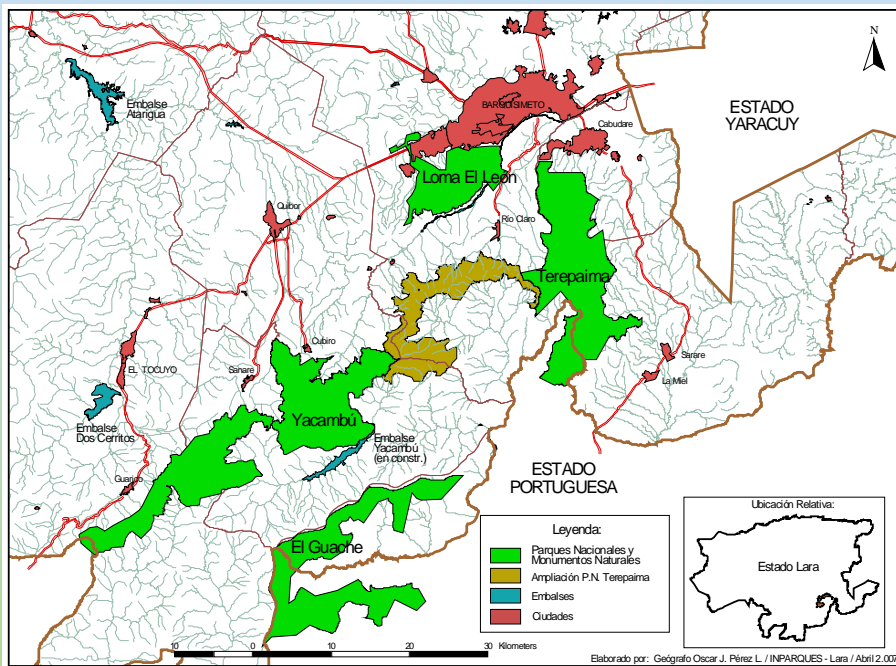 N
Embalse
Atarigua
BARQUISIMETO
Cabudare
ESTADO
YARACUY
Loma El León
Quibor
Rio Claro
Terepaima
Cubiro
Sanare
EL TOCUYO
Sarare
La Miel
Yacambú
Embalse
Dos Cerritos
Embalse
Yacambú
(en constr.)
Guarico
ESTADO
PORTUGUESA
El Guache
Leyenda:
Parques Nacionales y
Monumentos Naturales
Ampliación P.N. Terepaima
Embalses
Ciudades
Ubicación Relativa:
Estado Lara
10 0 10 20 30 Kilometers
Elaborado por: Geógrafo Oscar J. Pérez L. / INPARQUES - Lara / Abril 2.007